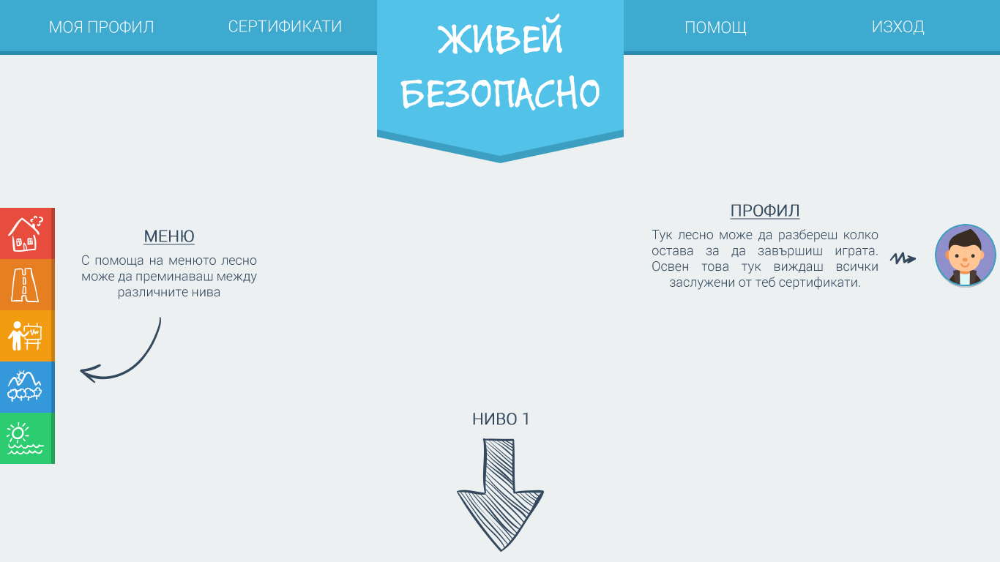 МОЯ ПРОФИЛ
СЕРТИФИКАТИ
ЖИВЕЙ
БЕЗОПАСНО
ПОМОЩ
ИЗХОД
МЕНЮ
С помоща на менюто лесно
може да преминаваш между
различните нива
ПРОФИЛ
Тук лесно може да разбереш колко
остава за да завършиш играта.
Освен това тук виждаш всички
заслужени от теб сертификати.
НИВО 1